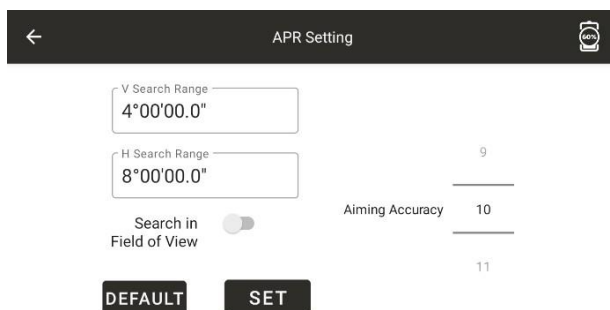 APR Setting
60%
V Search Range
4°00'00.0"
H Search Range
8°00'00.0"
Search in
Field of View
Aiming Accuracy
9
10
11
DEFAULT
SET